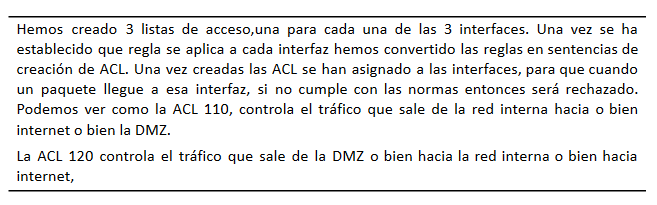 Hemos creado 3 listas de acceso,una para cada una de las 3 interfaces. Una vez se ha
establecido que regla se aplica a cada interfaz hemos convertido las reglas en sentencias de
creación de ACL. Una vez creadas las ACL se han asignado a las interfaces, para que cuando
un paquete llegue a esa interfaz, si no cumple con las normas entonces será rechazado.
Podemos ver como la ACL 110, controla el tráfico que sale de la red interna hacia o bien
internet o bien la DMZ.
La ACL 120 controla el tráfico que sale de la DMZ o bien hacia la red interna o bien hacia
internet,